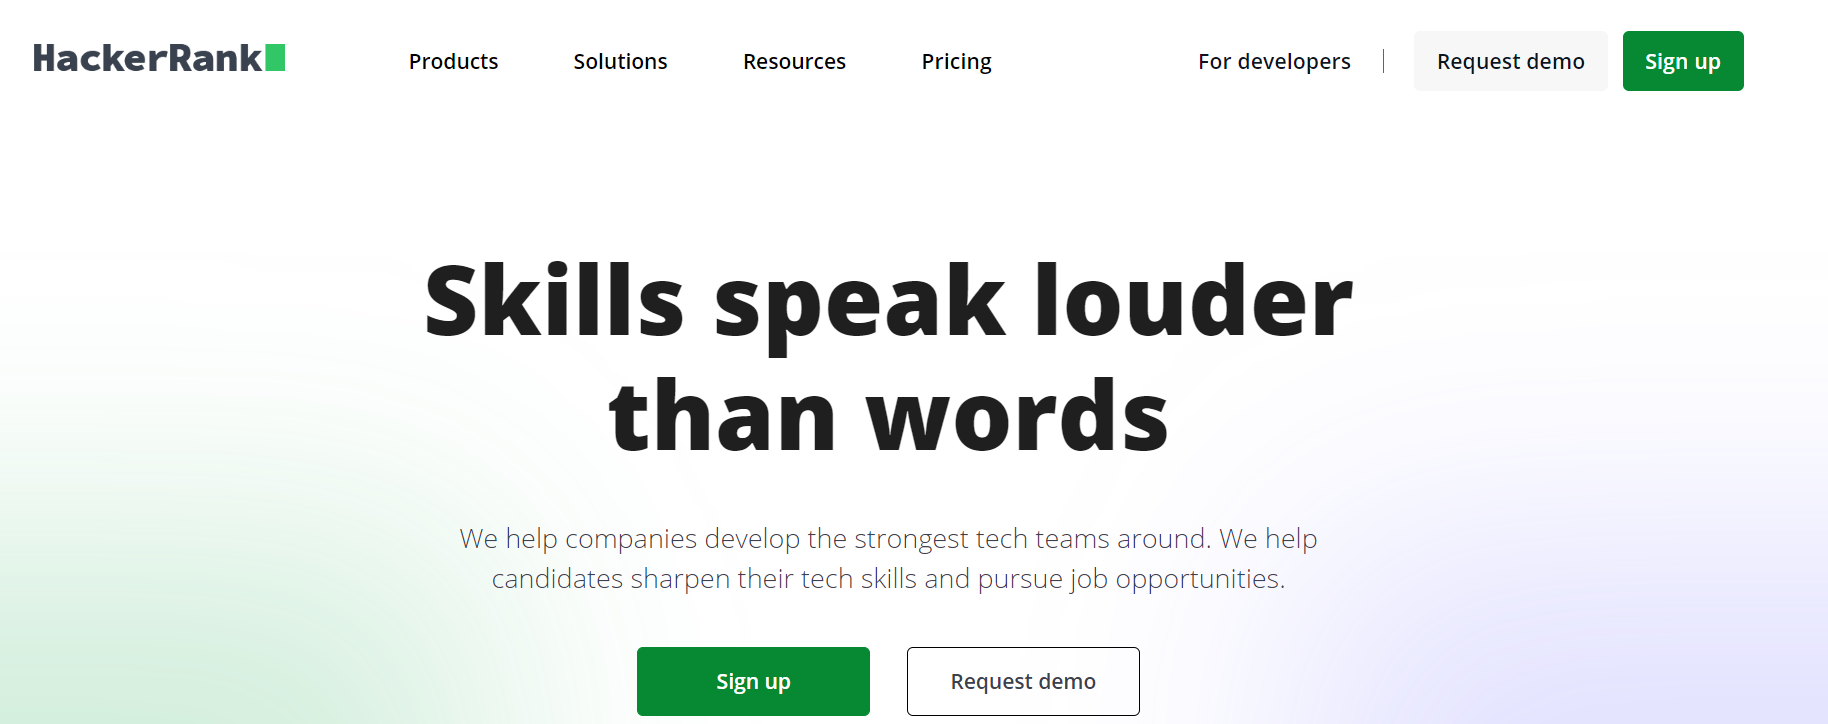 HackerRank
Products Solutions Resources Pricing For developers Request demo Sign up
Skills speak louder
than words
We help companies develop the strongest tech teams around. We help
candidates sharpen their tech skills and pursue job opportunities.
Sign up Request demo